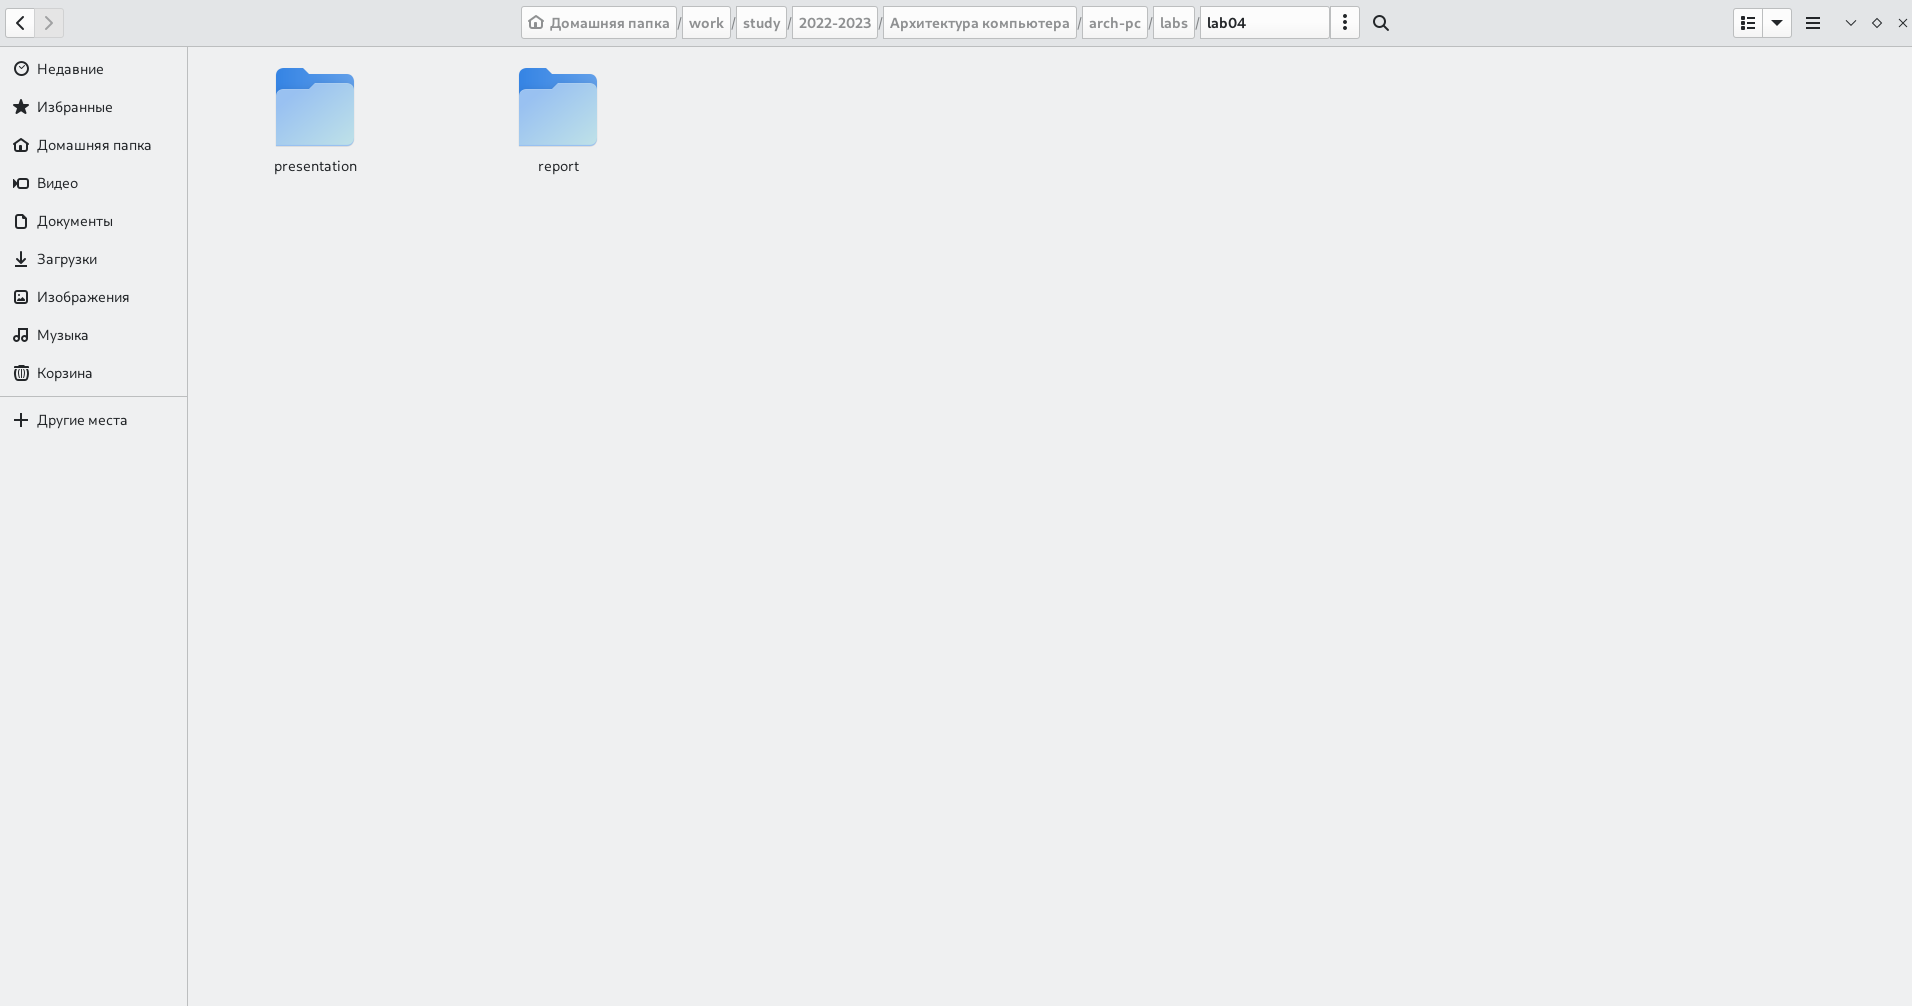 Домашняя папка / work / study / 2022-2023 / Архитектура компьютера / arch-pc / labs / lab04
Недавние
Избранные
Домашняя папка
Видео
Документы
Загрузки
Изображения
Музыка
Корзина
Другие места
presentation
report